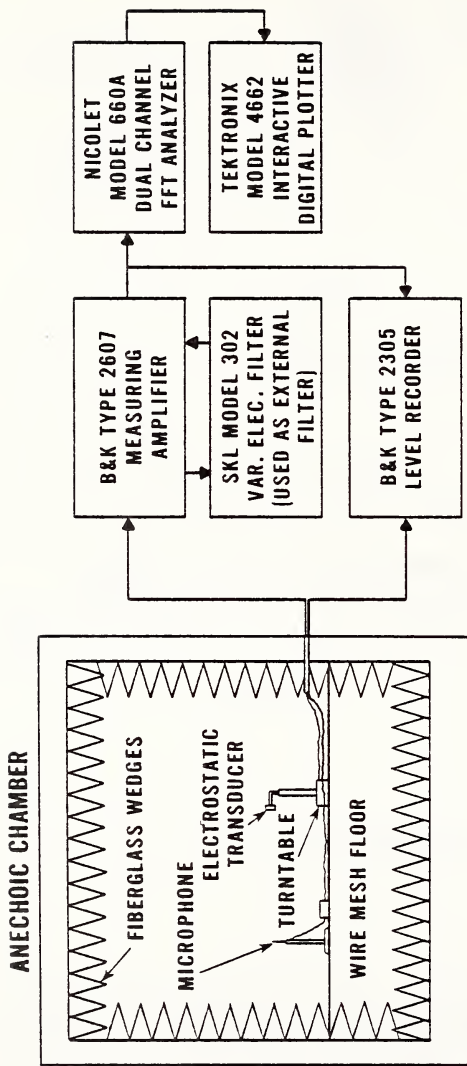 ANECHOIC CHAMBER
FIBERGLASS WEDGES
MICROPHONE
ELECTROSTATIC
TRANSDUCER
TURNTABLE
WIRE MESH FLOOR
B&K TYPE 2607
MEASURING
AMPLIFIER
SKL MODEL 302
VAR. ELEC. FILTER
(USED AS EXTERNAL
FILTER)
B&K TYPE 2305
LEVEL RECORDER
NICOLET
MODEL 660A
DUAL CHANNEL
FFT ANALYZER
TEKTRONIX
MODEL 4662
INTERACTIVE
DIGITAL PLOTTER